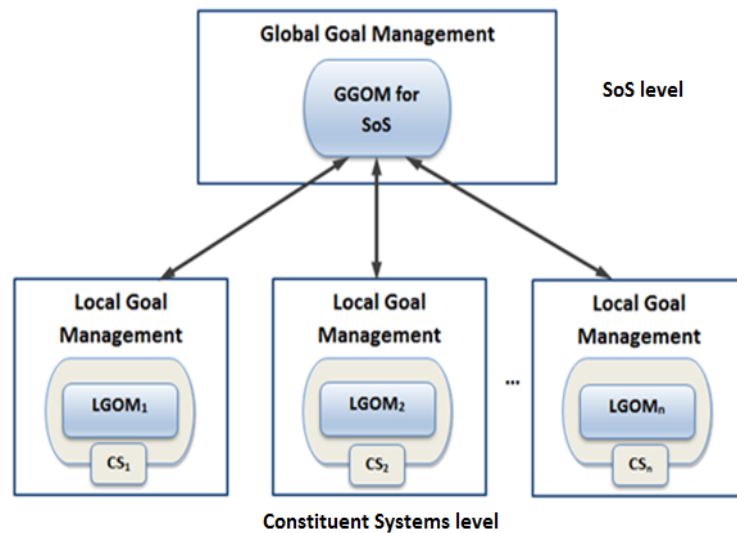 Global Goal Management
GGOM for
SoS
SoS level
Local Goal
Management
LGOM₁
CS₁
Local Goal
Management
LGOM₂
CS₂
...
Local Goal
Management
LGOMₙ
CSₙ
Constituent Systems level